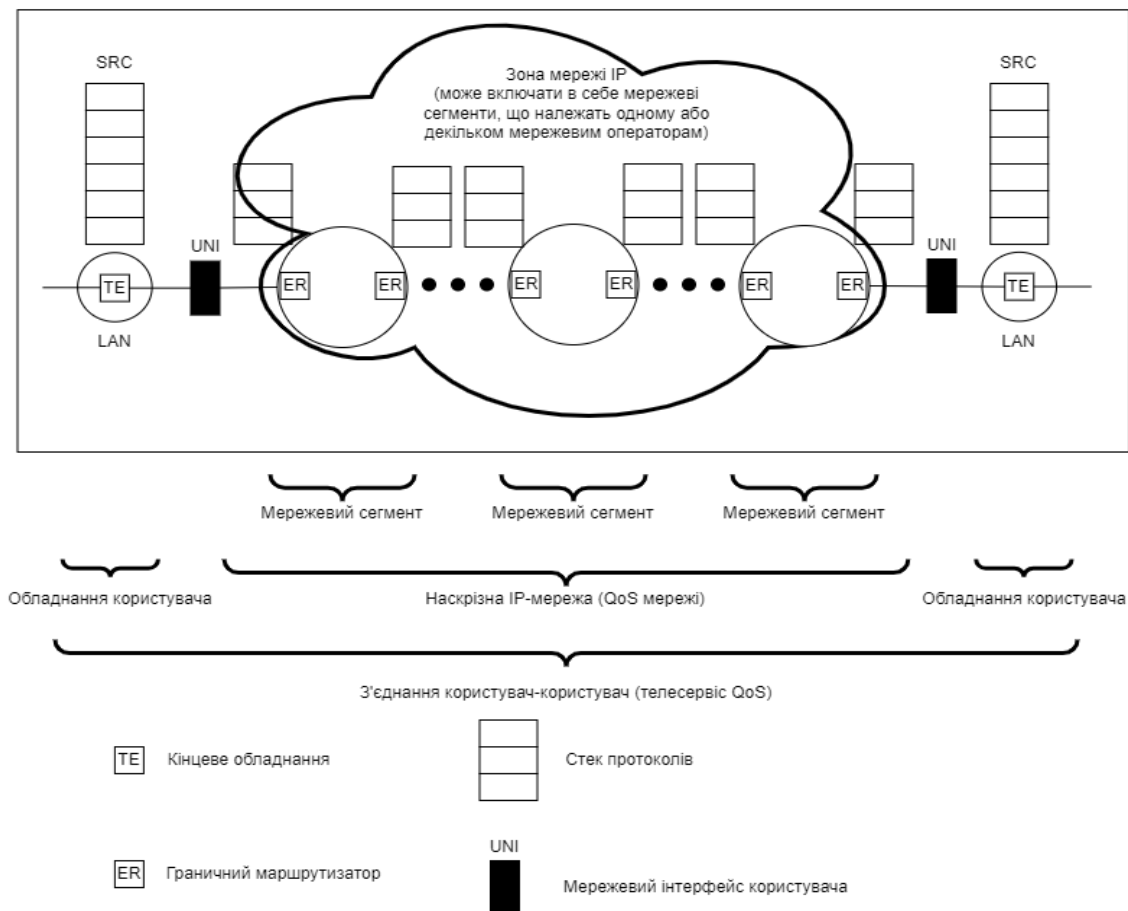 SRC
Зона мережі IP
(може включати в себе мережеві
сегменти, що належать одному або
декільком мережевим операторам)
SRC
UNI
UNI
TE
ER
ER
ER
ER
ER
ER
TE
LAN
LAN
Мережевий сегмент
Мережевий сегмент
Мережевий сегмент
Обладнання користувача
Наскрізна IP-мережа (QoS мережі)
Обладнання користувача
З'єднання користувач-користувач (телесервіс QoS)
TE
Кінцеве обладнання
Стек протоколів
UNI
ER
Граничний маршрутизатор
Мережевий інтерфейс користувача